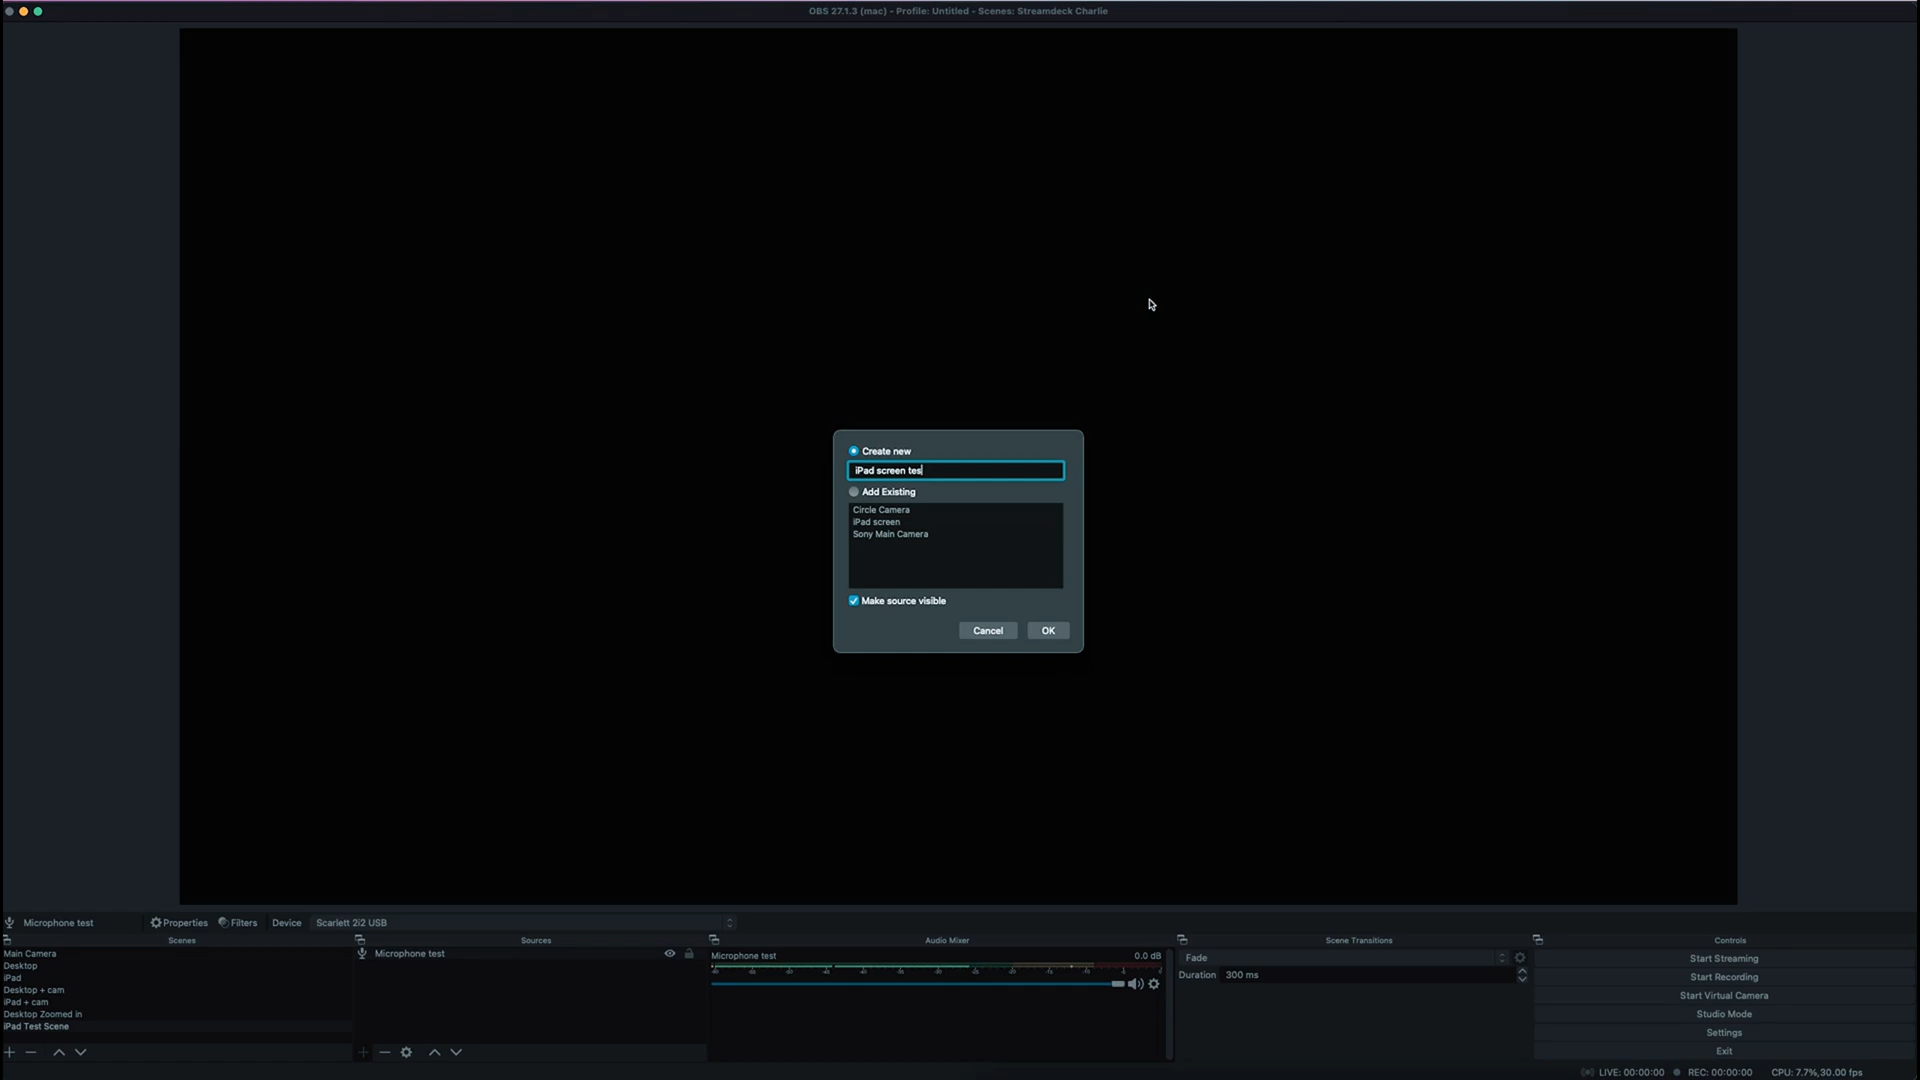 OBS 27.1.3 (mac) - Profile: Untitled - Scenes: Streamdeck Charlie
Create new
iPad screen tes
Add Existing
Circle Camera
iPad screen
Sony Main Camera
Make source visible
Cancel
OK
Microphone test
Properties
Filters
Device
Scarlett 2i2 USB
Scenes
Main Camera
Desktop
iPad
Desktop + cam
iPad + cam
Desktop Zoomed in
iPad Test Scene
Sources
Microphone test
Audio Mixer
Microphone test
0.0 dB
Scene Transitions
Fade
Duration
300 ms
Controls
Start Streaming
Start Recording
Start Virtual Camera
Studio Mode
Settings
Exit
LIVE: 00:00:00
REC: 00:00:00
CPU: 7.7%,30.00 fps